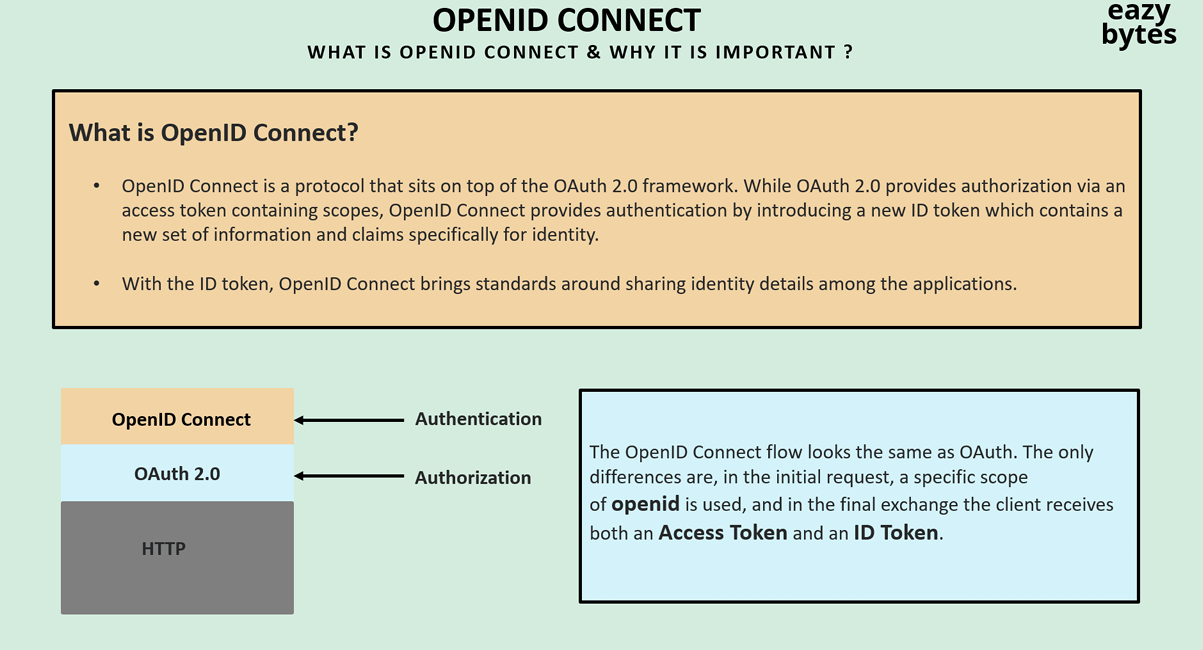 OPENID CONNECT
WHAT IS OPENID CONNECT & WHY IT IS IMPORTANT ?
eazy
bytes
What is OpenID Connect?
• OpenID Connect is a protocol that sits on top of the OAuth 2.0 framework. While OAuth 2.0 provides authorization via an
access token containing scopes, OpenID Connect provides authentication by introducing a new ID token which contains a
new set of information and claims specifically for identity.
• With the ID token, OpenID Connect brings standards around sharing identity details among the applications.
OpenID Connect
Authentication
OAuth 2.0
Authorization
HTTP
The OpenID Connect flow looks the same as OAuth. The only
differences are, in the initial request, a specific scope
of openid is used, and in the final exchange the client receives
both an Access Token and an ID Token.